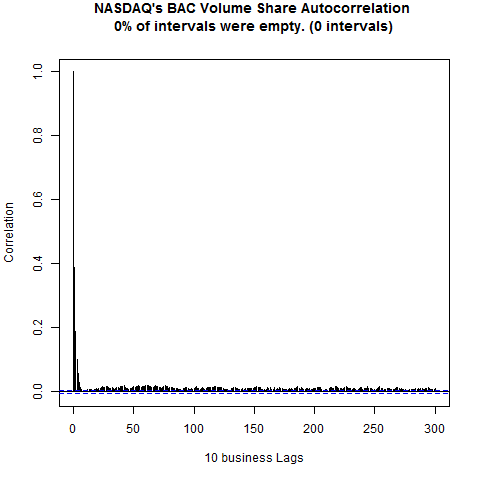 NASDAQ's BAC Volume Share Autocorrelation
0% of intervals were empty. (0 intervals)
1.0
0.8
0.6
0.4
0.2
0.0
Correlation
0 50 100 150 200 250 300
10 business Lags